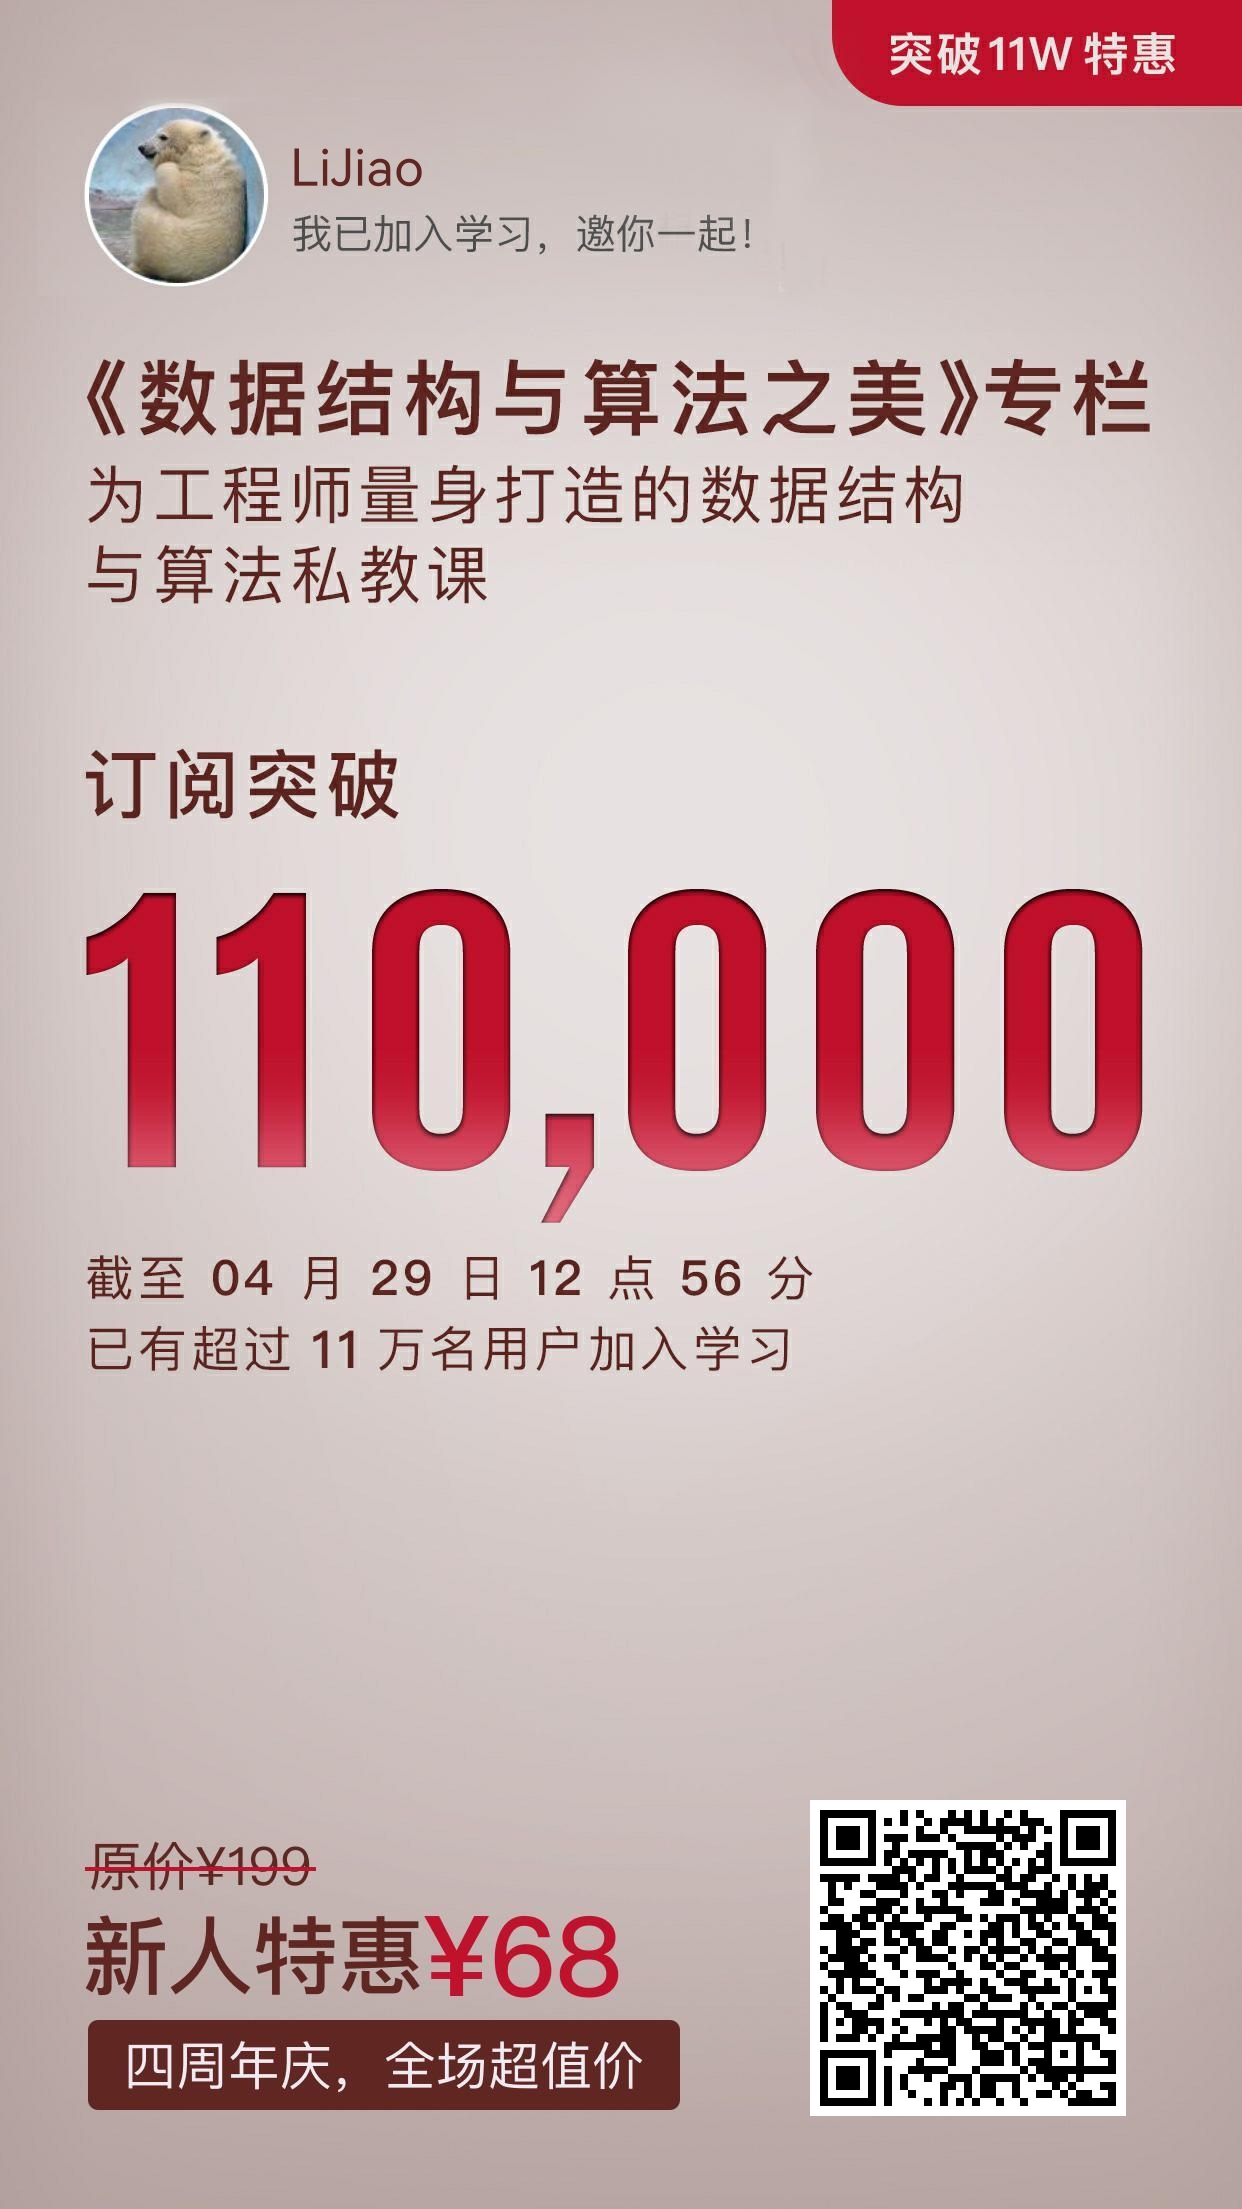 突破11W 特惠
LiJiao
我已加入学习，邀你一起！
《数据结构与算法之美》专栏
为工程师量身打造的数据结构
与算法私教课
订阅突破
110,000
截至 04 月 29 日 12 点 56 分
已有超过 11 万名用户加入学习
原价¥199
新人特惠¥68
四周年庆，全场超值价